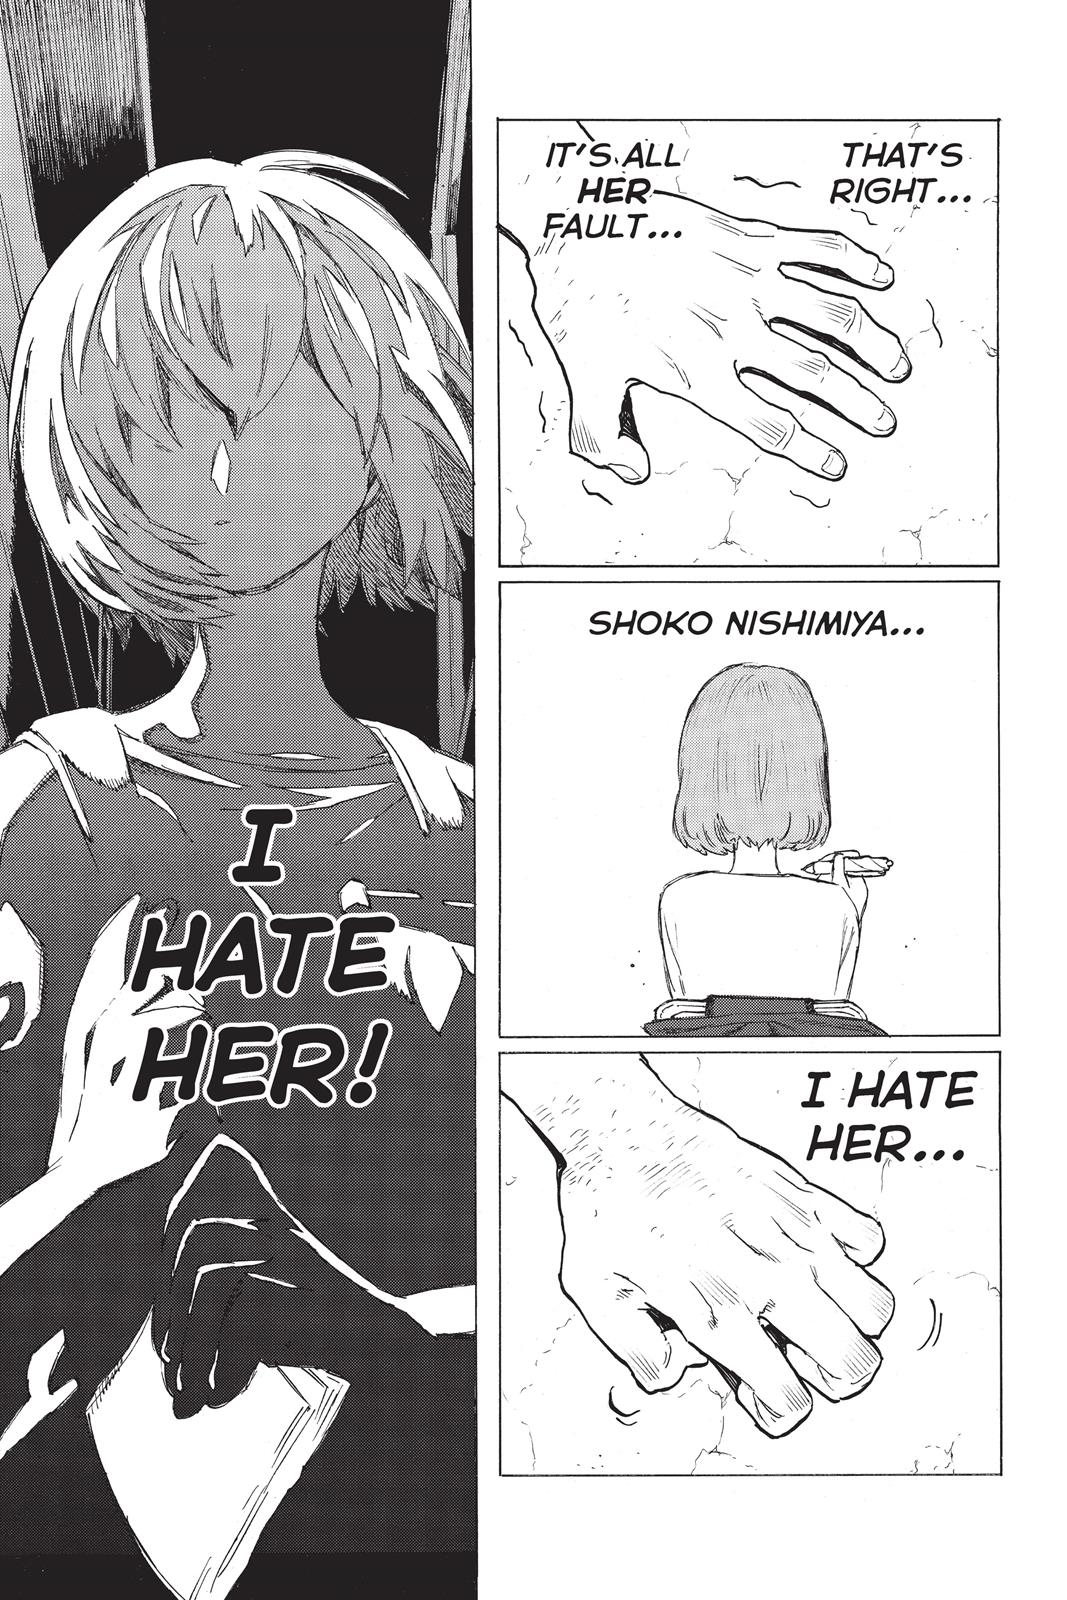 THAT'S
RIGHT...
IT'S ALL
HER
FAULT...
SHOKO NISHIMIYA...
I HATE
HER...
I
HATE
HER!